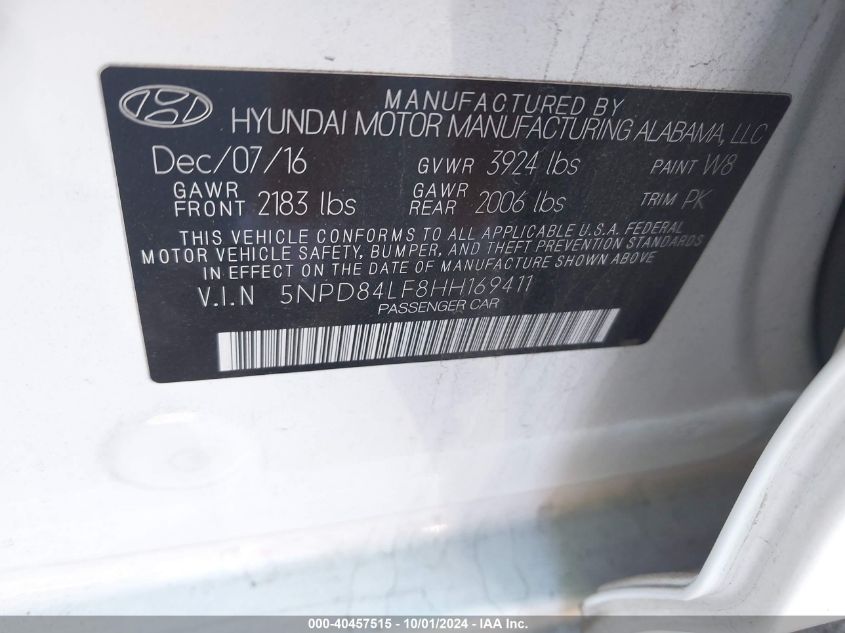 MANUFACTURED BY
HYUNDAI MOTOR MANUFACTURING ALABAMA, LLC
Dec/07/16 GVWR 3924 lbs PAINT W8
GAWR FRONT 2183 lbs GAWR REAR 2006 lbs TRIM PK
THIS VEHICLE CONFORMS TO ALL APPLICABLE U.S.A. FEDERAL
MOTOR VEHICLE SAFETY, BUMPER, AND THEFT PREVENTION STANDARDS
IN EFFECT ON THE DATE OF MANUFACTURE SHOWN ABOVE
V.I.N 5NPD84LF8HH169411
PASSENGER CAR
000-40457515 - 10/01/2024 - IAA Inc.